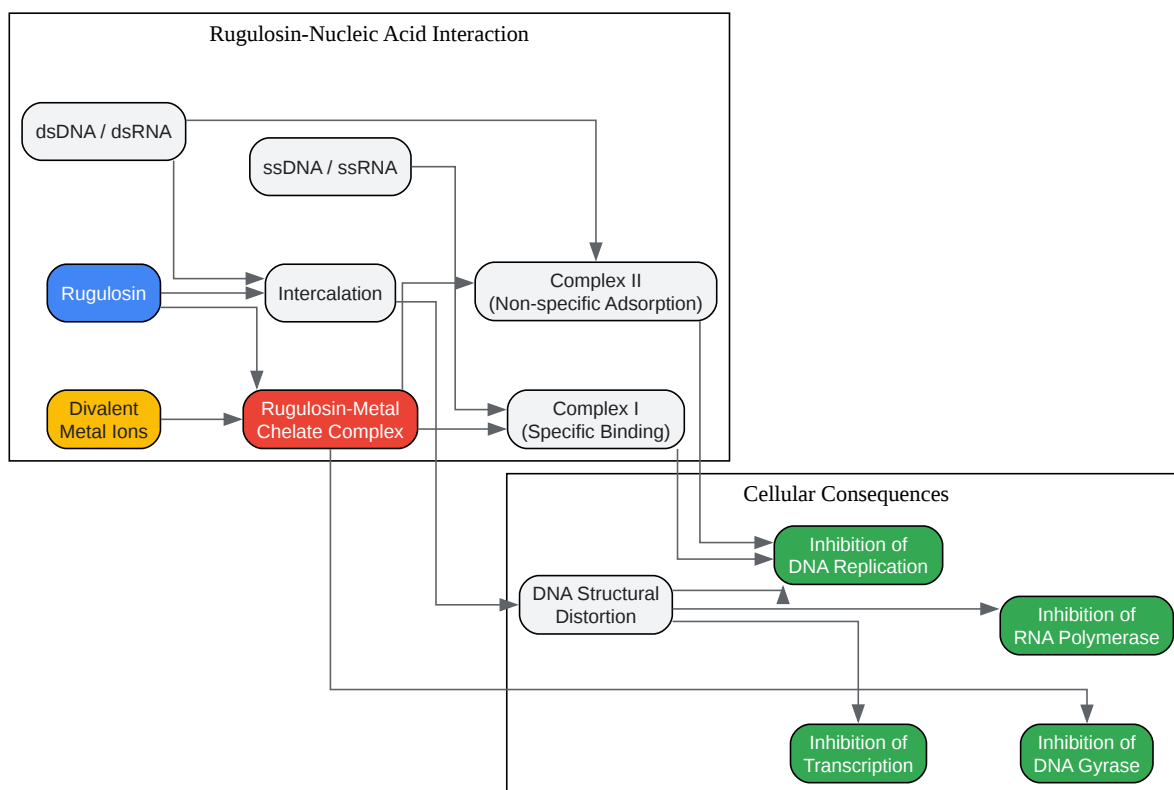 Rugulosin-Nucleic Acid Interaction
dsDNA / dsRNA
ssDNA / ssRNA
Rugulosin
Intercalation
Complex II
(Non-specific Adsorption)
Divalent
Metal Ions
Rugulosin-Metal
Chelate Complex
Complex I
(Specific Binding)
Cellular Consequences
Inhibition of
DNA Replication
DNA Structural
Distortion
Inhibition of
RNA Polymerase
Inhibition of
Transcription
Inhibition of
DNA Gyrase